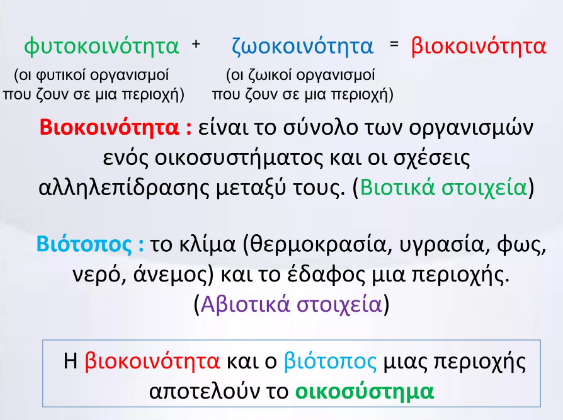 φυτοκοινότητα + ζωοκοινότητα = βιοκοινότητα
(οι φυτικοί οργανισμοί (οι ζωικοί οργανισμοί
που ζουν σε μια περιοχή) που ζουν σε μια περιοχή)
Βιοκοινότητα : είναι το σύνολο των οργανισμών
ενός οικοσυστήματος και οι σχέσεις
αλληλεπίδρασης μεταξύ τους. (Βιοτικά στοιχεία)
Βιότοπος : το κλίμα (θερμοκρασία, υγρασία, φως,
νερό, άνεμος) και το έδαφος μια περιοχής.
(Αβιοτικά στοιχεία)
Η βιοκοινότητα και ο βιότοπος μιας περιοχής
αποτελούν το οικοσύστημα